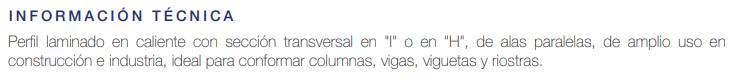 INFORMACIÓN TÉCNICA
Perfil laminado en caliente con sección transversal en "I" o en "H", de alas paralelas, de amplio uso en
construcción e industria, ideal para conformar columnas, vigas, viguetas y riostras.